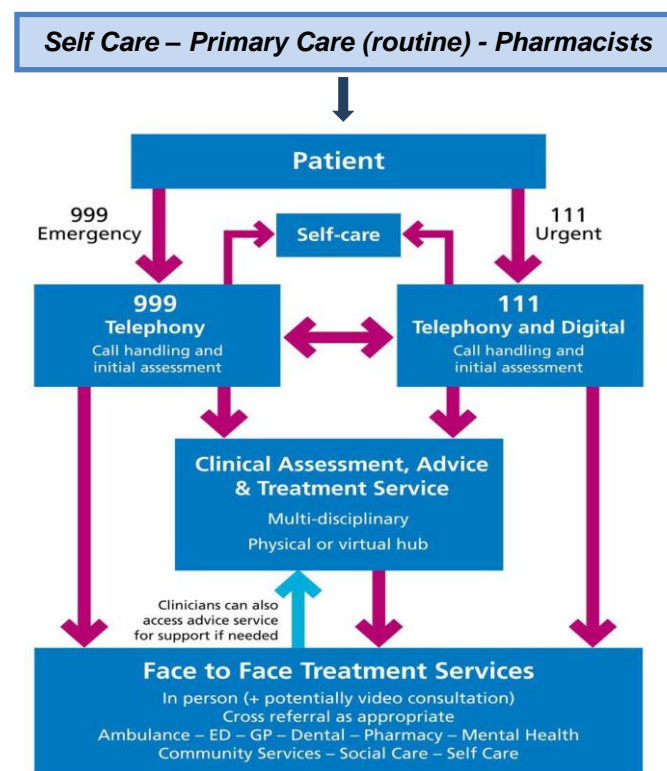 Self Care – Primary Care (routine) - Pharmacists
Patient
999
Emergency
111
Urgent
Self-care
999
Telephony
Call handling and
initial assessment
111
Telephony and Digital
Call handling and
initial assessment
Clinical Assessment, Advice
& Treatment Service
Multi-disciplinary
Physical or virtual hub
Clinicians can also
access advice service
for support if needed
Face to Face Treatment Services
In person (+ potentially video consultation)
Cross referral as appropriate
Ambulance – ED – GP – Dental – Pharmacy – Mental Health
Community Services – Social Care – Self Care